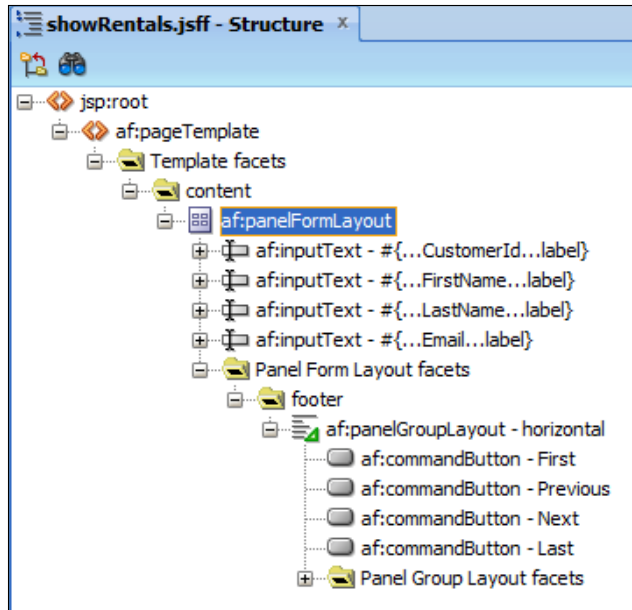 showRentals.jsff - Structure x
jsp:root
af:pageTemplate
Template facets
content
af:panelFormLayout
af:inputText - #{...CustomerId...label}
af:inputText - #{...FirstName...label}
af:inputText - #{...LastName...label}
af:inputText - #{...Email...label}
Panel Form Layout facets
footer
af:panelGroupLayout - horizontal
af:commandButton - First
af:commandButton - Previous
af:commandButton - Next
af:commandButton - Last
Panel Group Layout facets